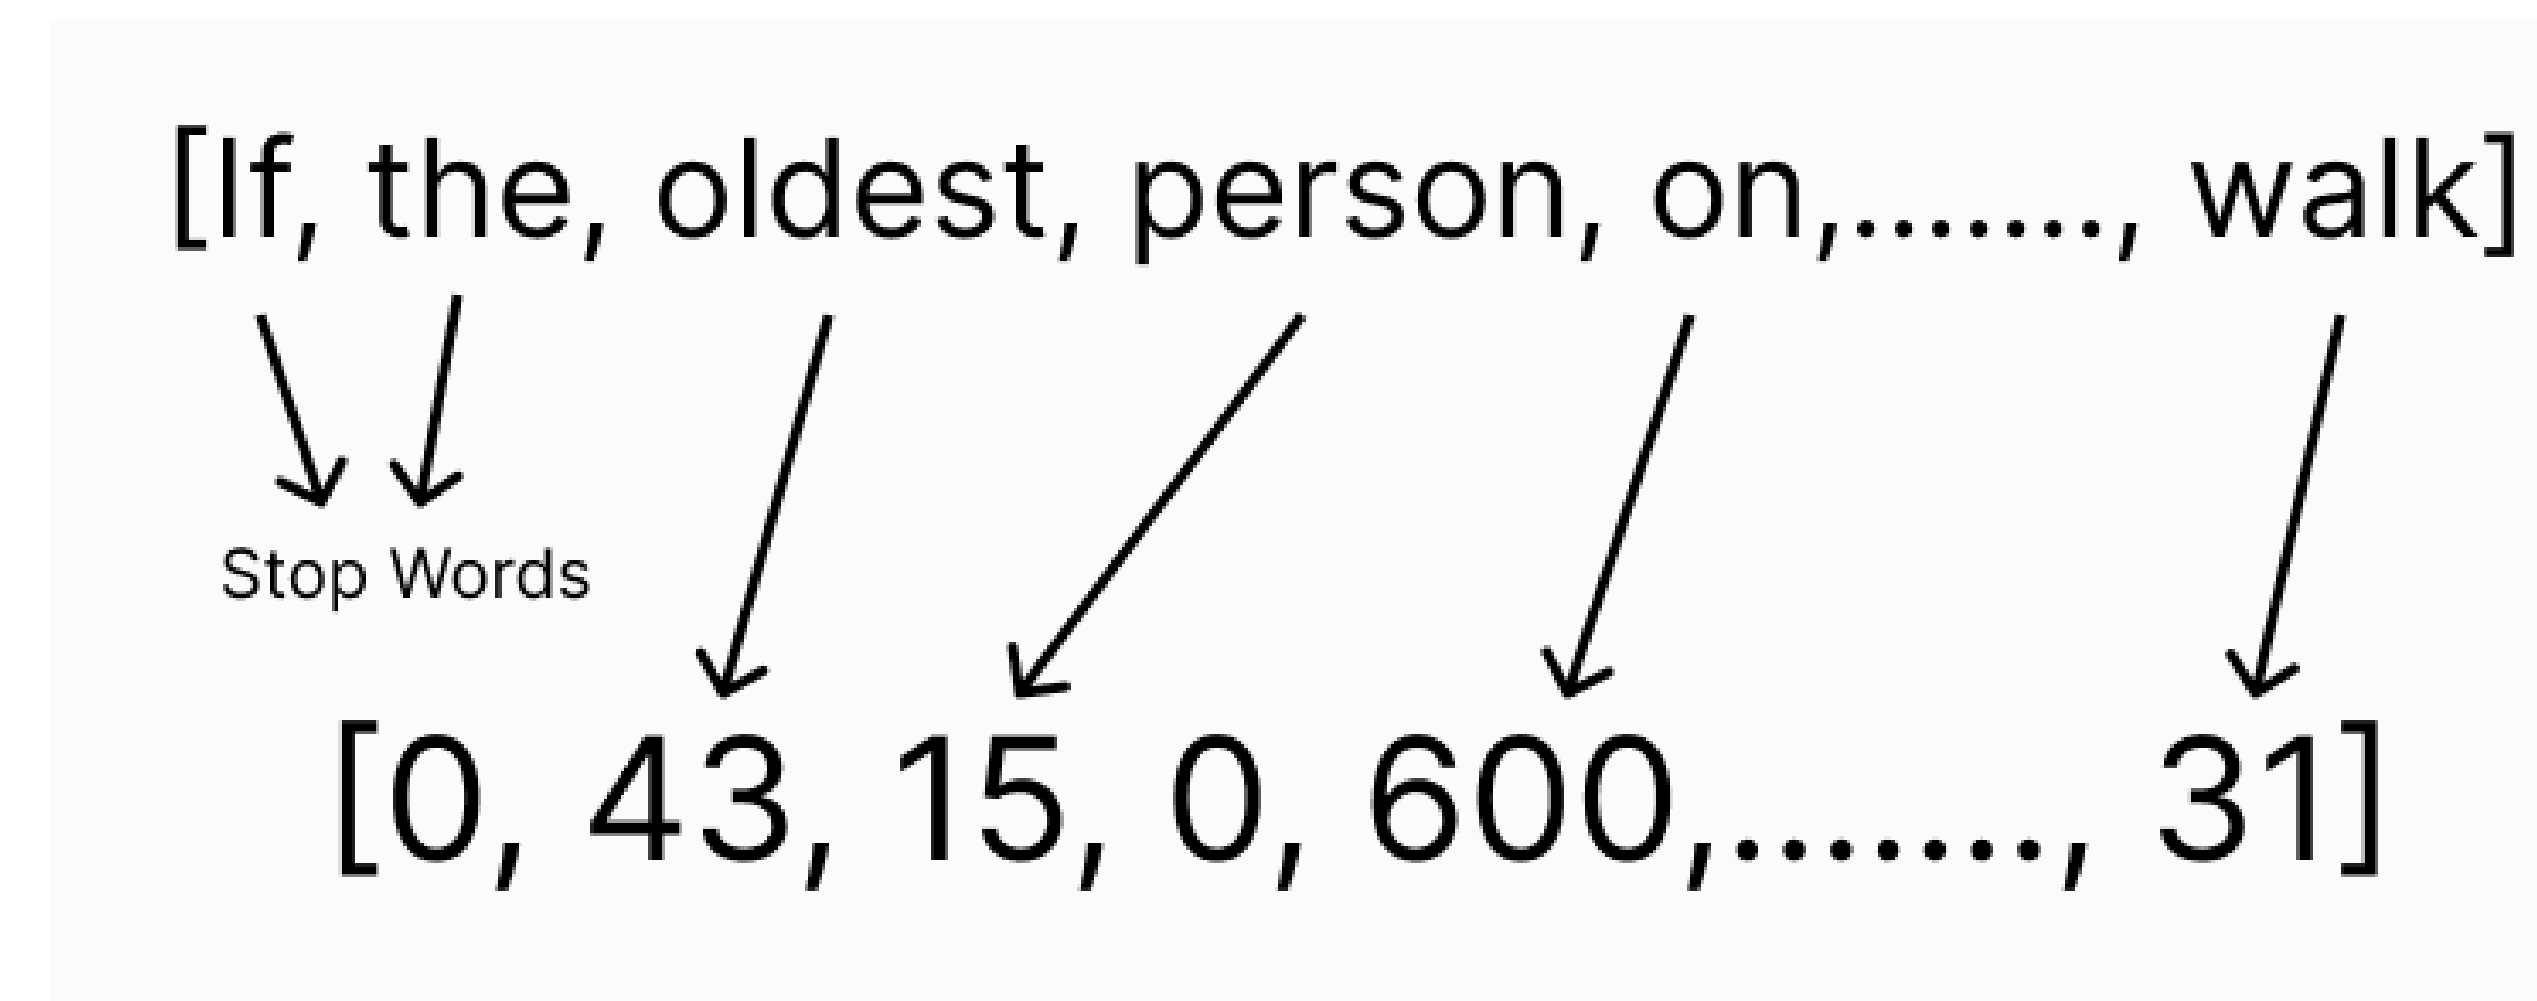 [If, the, oldest, person, on,......., walk]
Stop Words
[0, 43, 15, 0, 600,......., 31]